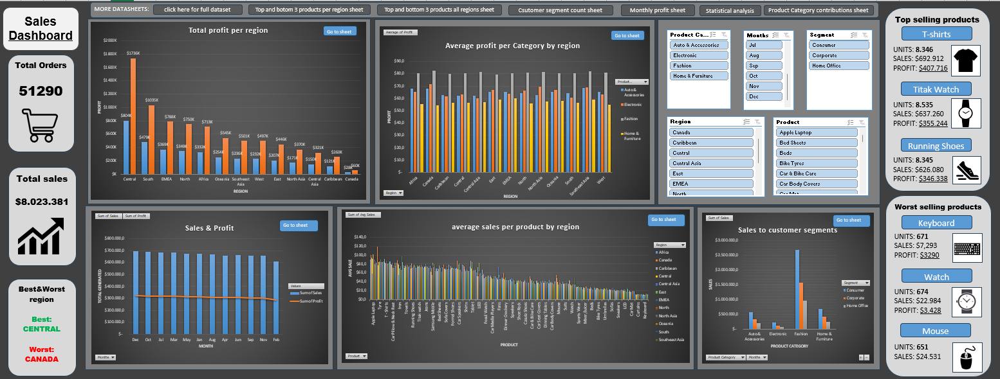 Sales
Dashboard
Total Orders
51290
Total sales
$8.023.381
Best&Worst
region
Best:
CENTRAL
Worst:
CANADA
MORE DATASHEETS:
click here for full dataset
Top and botom 3 products per region sheet
Top and bottom 3 products all regions sheet
Csutomer segment count sheet
Monthly profit sheet
Statistical analysis
Product Category contributions sheet
Total profit per region
Go to sheet
PROFIT
$2000K
$1800K
$1600K
$1400K
$1200K
$1000K
$800K
$600K
$400K
$200K
$K
$804K
$1736K
$479K
$1035K
$369K
$788K
$349K
$750K
$332K
$713K
$254K
$545K
$236K
$501K
$232K
$497K
$207K
$446K
$171K
$370K
$150K
$321K
$121K
$260K
$28K
$60K
Central
South
EMEA
North
Africa
Oceania
Southeast
Asia
West
East
North Asia
Central
Asia
Caribbean
Canada
REGION
Average of Profit
Go to sheet
Average profit per Category by region
PROFIT
$90,0
$80,0
$70,0
$60,0
$50,0
$40,0
$30,0
$20,0
$10,0
$-
Africa
Canada
Caribbean
Central
Central Asia
East
EMEA
North
North Asia
Oceania
South
Southeast Asia
West
REGION
Region
Product...
Auto &
Accessories
Electronic
Fashion
Home &
Furniture
Product Ca...
Auto & Accessories
Electronic
Fashion
Home & Furniture
Months
Jul
Aug
Sep
Oct
Nov
Dec
Segment
Consumer
Corporate
Home Office
Region
Canada
Caribbean
Central
Central Asia
East
EMEA
North
Product
Apple Laptop
Bed Sheets
Beds
Bike Tyres
Car & Bike Care
Car Body Covers
Car Mat
Sum of Sales
Sum of Profit
Sales & Profit
Go to sheet
TOTAL GENERATED
$800.000,0
$700.000,0
$600.000,0
$500.000,0
$400.000,0
$300.000,0
$200.000,0
$100.000,0
$-
Dec
Oct
Jul
Mar
May
Jan
Aug
Apr
Jun
Sep
Nov
Feb
MONTH
Months
Values
Sum of Sales
Sum of Profit
Sum of Avg Sales
average sales per product by region
Go to sheet
AVG SALE
$140,0
$120,0
$100,0
$80,0
$60,0
$40,0
$20,0
$0,0
Apple Laptop
Tyre
T - Shirts
Car Pillow & Neck Rest
Iron
Towels
Running Shoes
Titak watch
Jeans
Samsung Mobile
Bed Sheets
Sofa Covers
Formal Shoes
Car Speakers
Shirts
Tablet
LED
Fossil Watch
Car Media Players
Fans
Dinner Crockery
Speakers
Shoe Rack
Casula Shoes
Car & Bike Care
Car Seat Covers
Dinning Tables
Car Body Covers
Mouse
Suits
Watch
Sports Wear
Mixer/Juicer
Beds
Bike Tyres
Umbrellas
Sofas
Sneakers
LCD
Car Mat
Curtains
Keyboard
PRODUCT
Product
Region
Africa
Canada
Caribbean
Central
Central Asia
East
EMEA
North
North Asia
Oceania
South
Southeast Asia
Sum of Sales
Go to sheet
Sales to customer segments
SALES
$3.000.000,0
$2.500.000,0
$2.000.000,0
$1.500.000,0
$1.000.000,0
$500.000,0
$-
Auto &
Accessories
Electronic
Fashion
Home &
Furniture
PRODUCT CATEGORY
Product Category
Months
Segment
Consumer
Corporate
Home Office
Top selling products
T-shirts
UNITS: 8.346
SALES: $692.912
PROFIT: $407.716
Titak Watch
UNITS: 8.535
SALES: $637.260
PROFIT: $355.244
Running Shoes
UNITS: 8.345
SALES: $626.080
PROFIT: $346.338
Worst selling products
Keyboard
UNITS: 671
SALES: $7,293
PROFIT: $3290
Watch
UNITS: 674
SALES: $22.984
PROFIT: $3.428
Mouse
UNITS: 651
SALES: $24.531